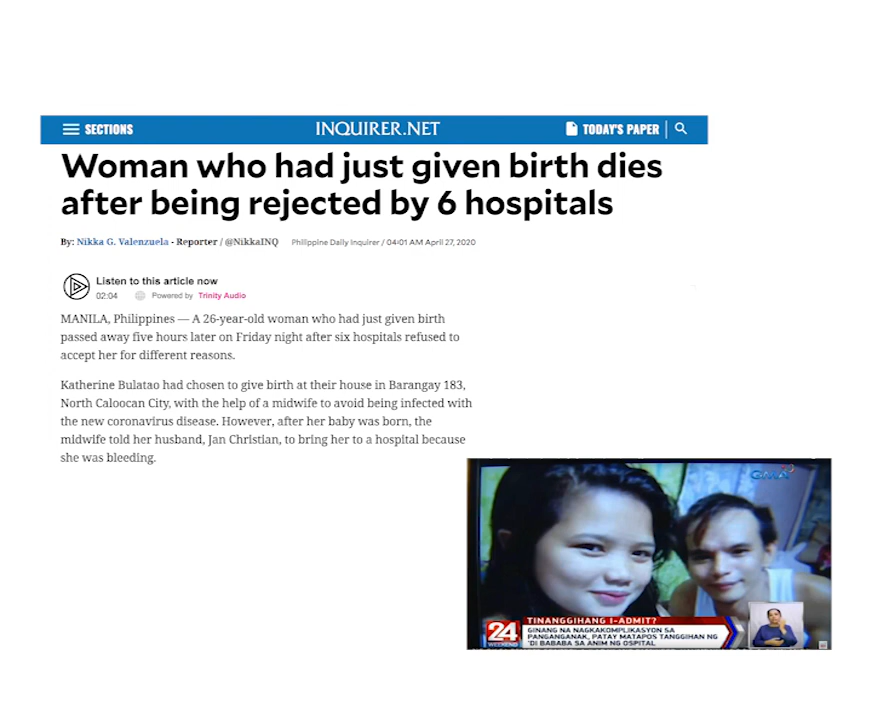 SECTIONS
INQUIRER.NET
TODAY'S PAPER
Woman who had just given birth dies
after being rejected by 6 hospitals
By: Nikka G. Valenzuela - Reporter / @NikkaINQ
Philippine Daily Inquirer / 04:01 AM April 27, 2020
Listen to this article now
02:04 Powered by Trinity Audio
MANILA, Philippines — A 26-year-old woman who had just given birth
passed away five hours later on Friday night after six hospitals refused to
accept her for different reasons.
Katherine Bulatao had chosen to give birth at their house in Barangay 183,
North Caloocan City, with the help of a midwife to avoid being infected with
the new coronavirus disease. However, after her baby was born, the
midwife told her husband, Jan Christian, to bring her to a hospital because
she was bleeding.
GMA
24
WEEKEND
TINANGGIHANG I-ADMIT?
GINANG NA NAGKAKOMPLIKASYON SA
PANGANGANAK, PATAY MATAPOS TANGGIHAN NG
'DI BABABA SA ANIM NG OSPITAL